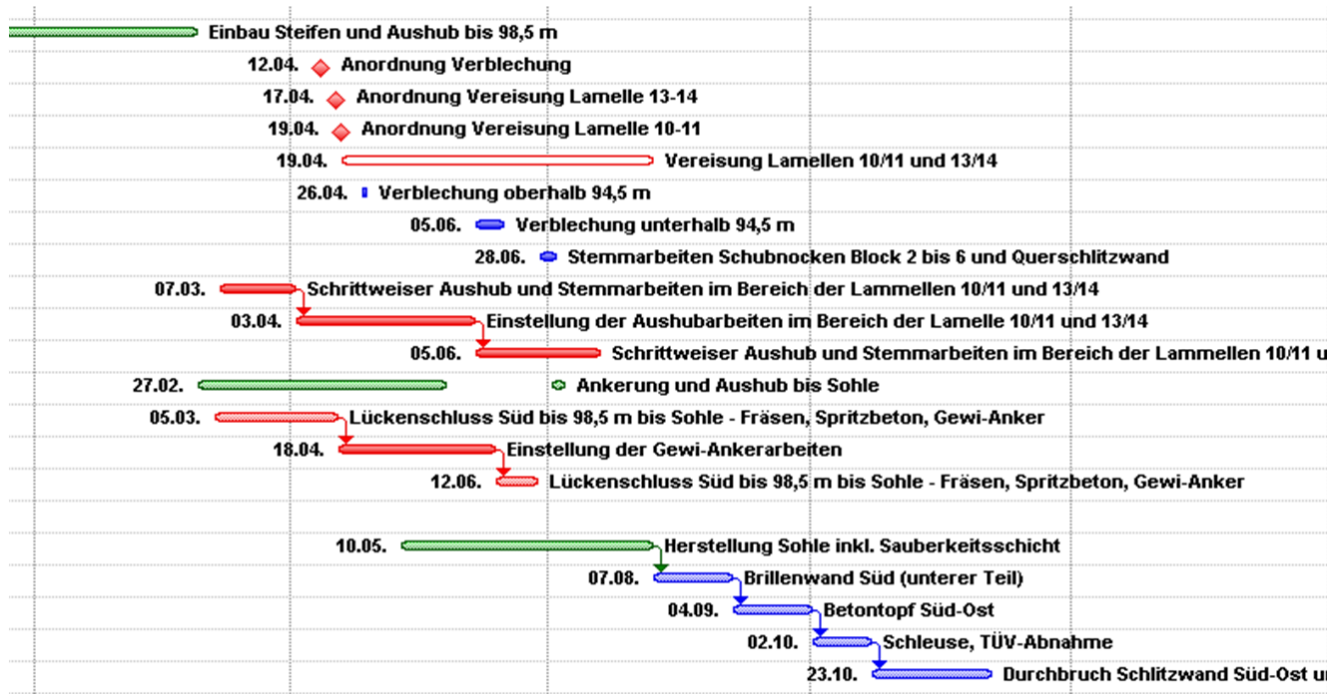 Einbau Steifen und Aushub bis 98,5 m
12.04. Anordnung Verblechung
17.04. Anordnung Vereisung Lamelle 13-14
19.04. Anordnung Vereisung Lamelle 10-11
19.04. Vereisung Lamellen 10/11 und 13/14
26.04. Verblechung oberhalb 94,5 m
05.06. Verblechung unterhalb 94,5 m
28.06. Stemmarbeiten Schubnocken Block 2 bis 6 und Querschlitzwand
07.03. Schrittweiser Aushub und Stemmarbeiten im Bereich der Lammellen 10/11 und 13/14
03.04. Einstellung der Aushubarbeiten im Bereich der Lamelle 10/11 und 13/14
05.06. Schrittweiser Aushub und Stemmarbeiten im Bereich der Lammellen 10/11 u
27.02. Ankerung und Aushub bis Sohle
05.03. Lückenschluss Süd bis 98,5 m bis Sohle - Fräsen, Spritzbeton, Gewi-Anker
18.04. Einstellung der Gewi-Ankerarbeiten
12.06. Lückenschluss Süd bis 98,5 m bis Sohle - Fräsen, Spritzbeton, Gewi-Anker
10.05. Herstellung Sohle inkl. Sauberkeitsschicht
07.08. Brillenwand Süd (unterer Teil)
04.09. Betontopf Süd-Ost
02.10. Schleuse, TÜV-Abnahme
23.10. Durchbruch Schlitzwand Süd-Ost u